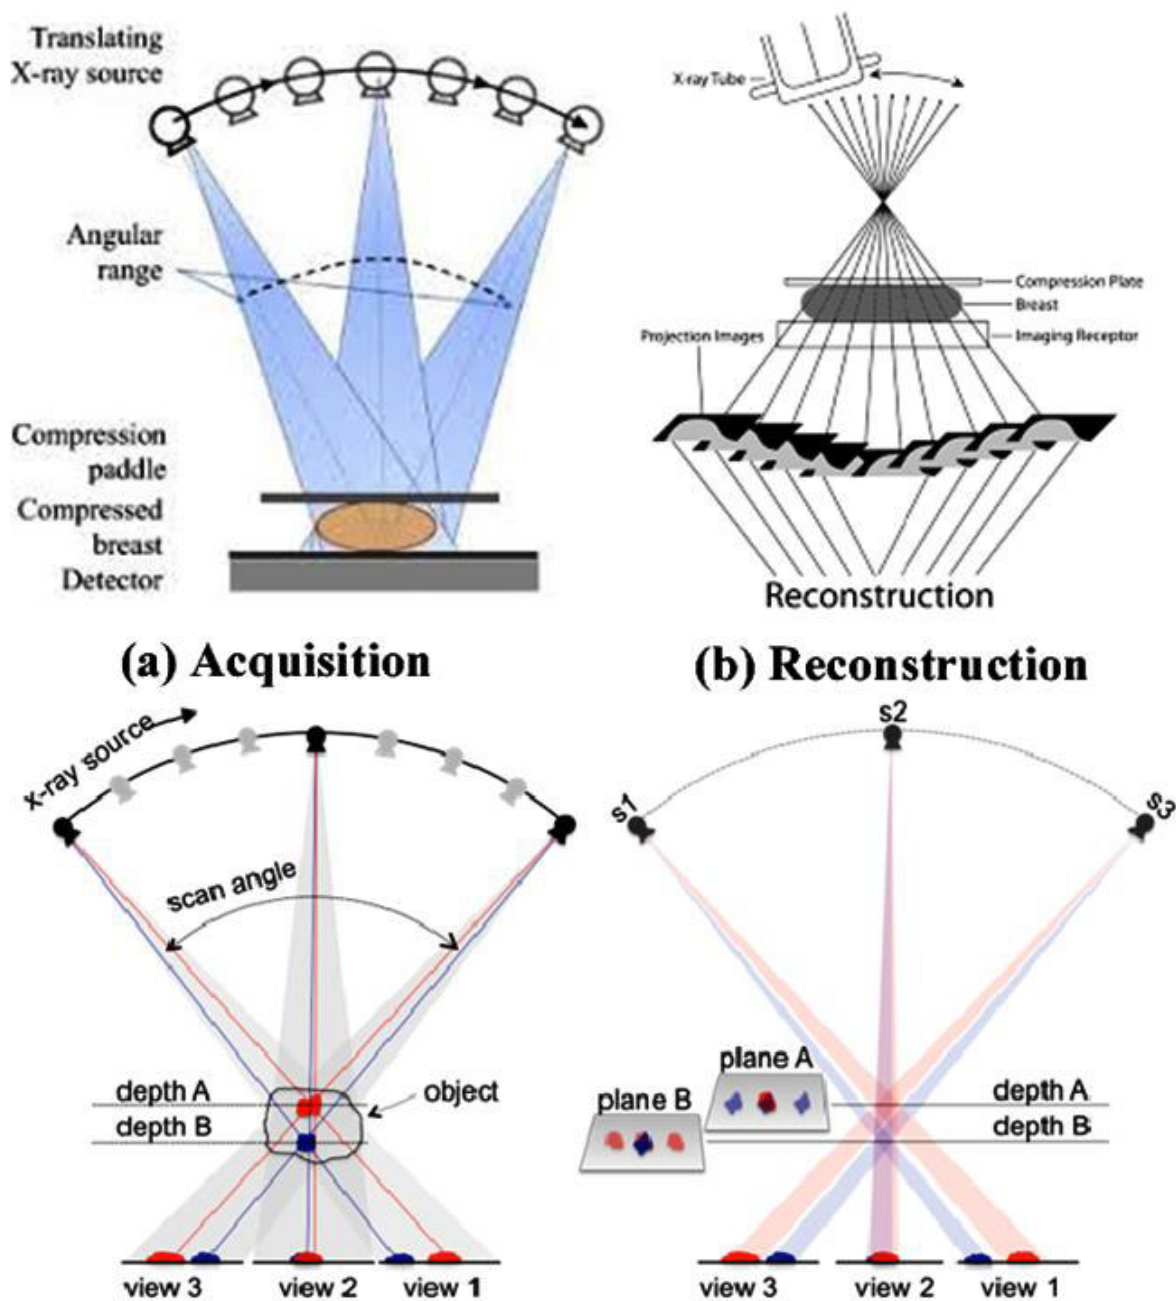 Translating
X-ray source
Angular
range
Compression
paddle
Compressed
breast
Detector
X-ray Tube
Compression Plate
Breast
Projection Images
Imaging Receptor
Reconstruction
(a) Acquisition
(b) Reconstruction
x-ray source
scan angle
depth A
depth B
object
view 3
view 2
view 1
s1
s2
s3
plane A
plane B
depth A
depth B
view 3
view 2
view 1